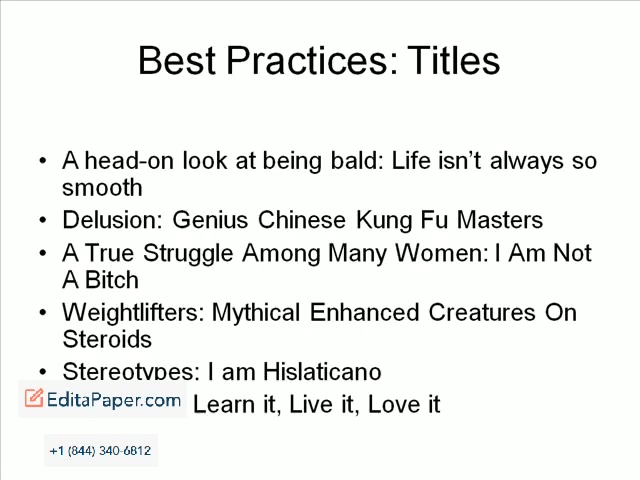 Best Practices: Titles
• A head-on look at being bald: Life isn't always so
smooth
• Delusion: Genius Chinese Kung Fu Masters
• A True Struggle Among Many Women: I Am Not
A Bitch
• Weightlifters: Mythical Enhanced Creatures On
Steroids
• Stereotypes: I am Hislaticano
EditaPaper.com Learn it, Live it, Love it
+1 (844) 340-6812